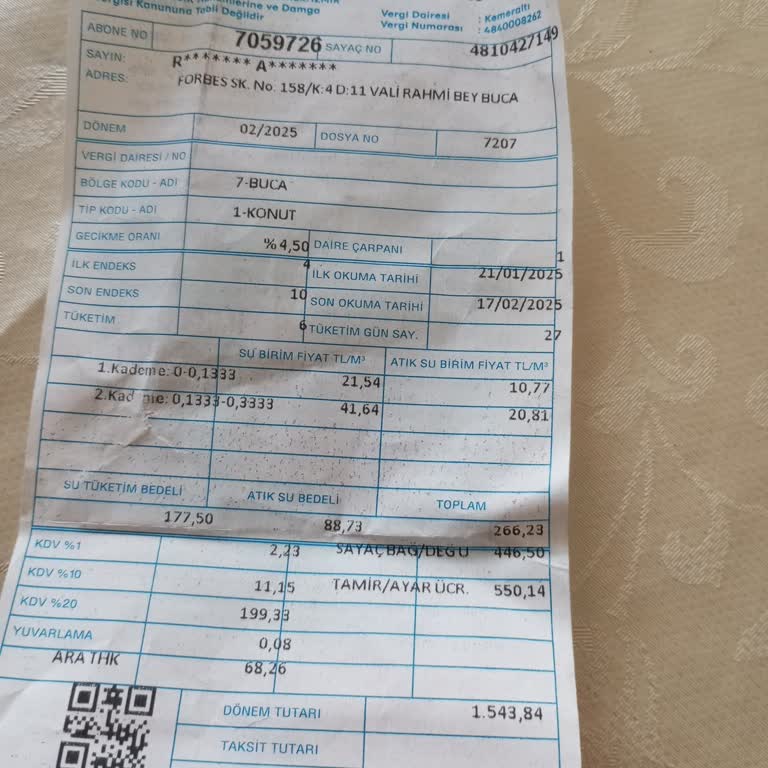 ergisi Kanununa Tabii Değildir
Vergi Dairesi : Kemeraltı
Vergi Numarası : 4840008262
ABONE NO 7059726 SAYAÇ NO 4810427149
SAYIN: R******* A*******
ADRES: FORBES SK. No. 158/K:4 D:11 VALİ RAHMİ BEY BUCA
DÖNEM 02/2025 DOSYA NO 7207
VERGİ DAİRESİ / NO
BÖLGE KODU - ADI 7-BUCA
TİP KODU - ADI 1-KONUT
GECİKME ORANI %4,50 DAİRE ÇARPANI 1
İLK ENDEKS 4 İLK OKUMA TARİHİ 21/01/2025
SON ENDEKS 10 SON OKUMA TARİHİ 17/02/2025
TÜKETİM 6 TÜKETİM GÜN SAY. 27
SU BİRİM FİYAT TL/M³ ATIK SU BİRİM FİYAT TL/M³
1.Kademe: 0-0,1333 21,54 10,77
2.Kad me: 0,1333-0,3333 41,64 20,81
SU TÜKETİM BEDELİ ATIK SU BEDELİ TOPLAM
177,50 88,73 266,23
KDV %1 2,23 SAYAÇ BAĞ/DEĞÜ 446,50
KDV %10 11,15 TAMİR/AYAR ÜCR. 550,14
KDV %20 199,33
YUVARLAMA 0,08
ARA THK 68,26
DÖNEM TUTARI 1.543,84
TAKSİT TUTARI